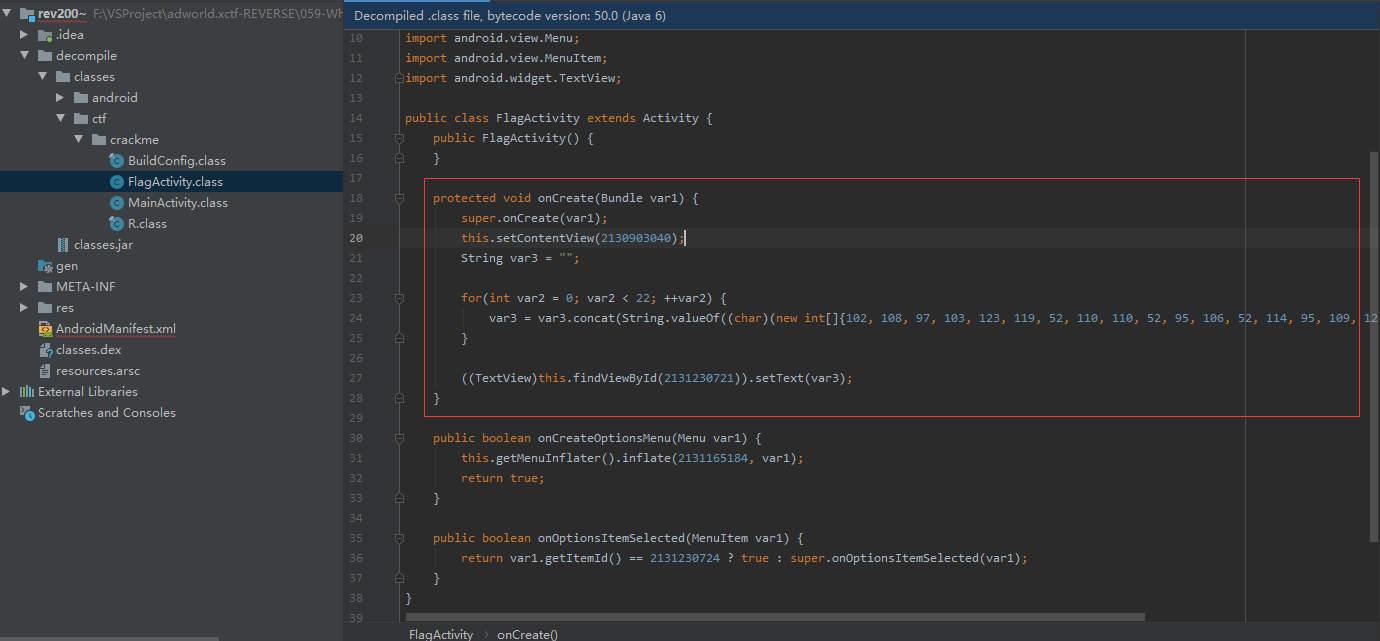 rev200~ F:\VSProject\adworld.xctf-REVERSE\059-Wh
.idea
decompile
classes
android
ctf
crackme
BuildConfig.class
FlagActivity.class
MainActivity.class
R.class
classes.jar
gen
META-INF
res
AndroidManifest.xml
classes.dex
resources.arsc
External Libraries
Scratches and Consoles
Decompiled .class file, bytecode version: 50.0 (Java 6)
10 import android.view.Menu;
11 import android.view.MenuItem;
12 import android.widget.TextView;
13
14 public class FlagActivity extends Activity {
15 public FlagActivity() {
16 }
17
18 protected void onCreate(Bundle var1) {
19 super.onCreate(var1);
20 this.setContentView(2130903040);
21 String var3 = "";
22
23 for(int var2 = 0; var2 < 22; ++var2) {
24 var3 = var3.concat(String.valueOf((char)(new int[]{102, 108, 97, 103, 123, 119, 52, 110, 110, 52, 95, 106, 52, 114, 95, 109, 12
25 }
26
27 ((TextView)this.findViewById(2131230721)).setText(var3);
28 }
29
30 public boolean onCreateOptionsMenu(Menu var1) {
31 this.getMenuInflater().inflate(2131165184, var1);
32 return true;
33 }
34
35 public boolean onOptionsItemSelected(MenuItem var1) {
36 return var1.getItemId() == 2131230724 ? true : super.onOptionsItemSelected(var1);
37 }
38 }
39
FlagActivity › onCreate()